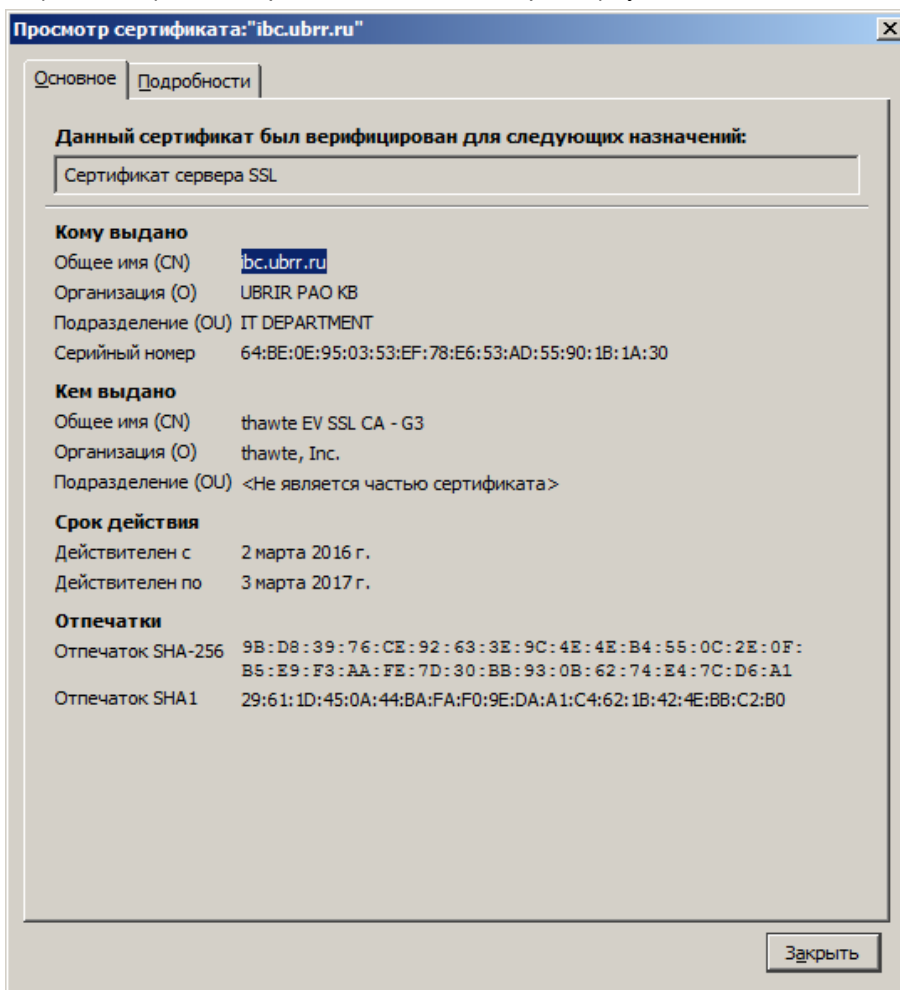 Просмотр сертификата:"ibc.ubrr.ru"
Основное Подробности
Данный сертификат был верифицирован для следующих назначений:
Сертификат сервера SSL
Кому выдано
Общее имя (CN) ibc.ubrr.ru
Организация (O) UBRIR PAO KB
Подразделение (OU) IT DEPARTMENT
Серийный номер 64:BE:0E:95:03:53:EF:78:E6:53:AD:55:90:1B:1A:30
Кем выдано
Общее имя (CN) thawte EV SSL CA - G3
Организация (O) thawte, Inc.
Подразделение (OU) <Не является частью сертификата>
Срок действия
Действителен с 2 марта 2016 г.
Действителен по 3 марта 2017 г.
Отпечатки
Отпечаток SHA-256 9B:D8:39:76:CE:92:63:3E:9C:4E:4E:B4:55:0C:2E:0F:
B5:E9:F3:AA:FE:7D:30:BB:93:0B:62:74:E4:7C:D6:A1
Отпечаток SHA1 29:61:1D:45:0A:44:BA:FA:F0:9E:DA:A1:C4:62:1B:42:4E:BB:C2:B0
Закрыть